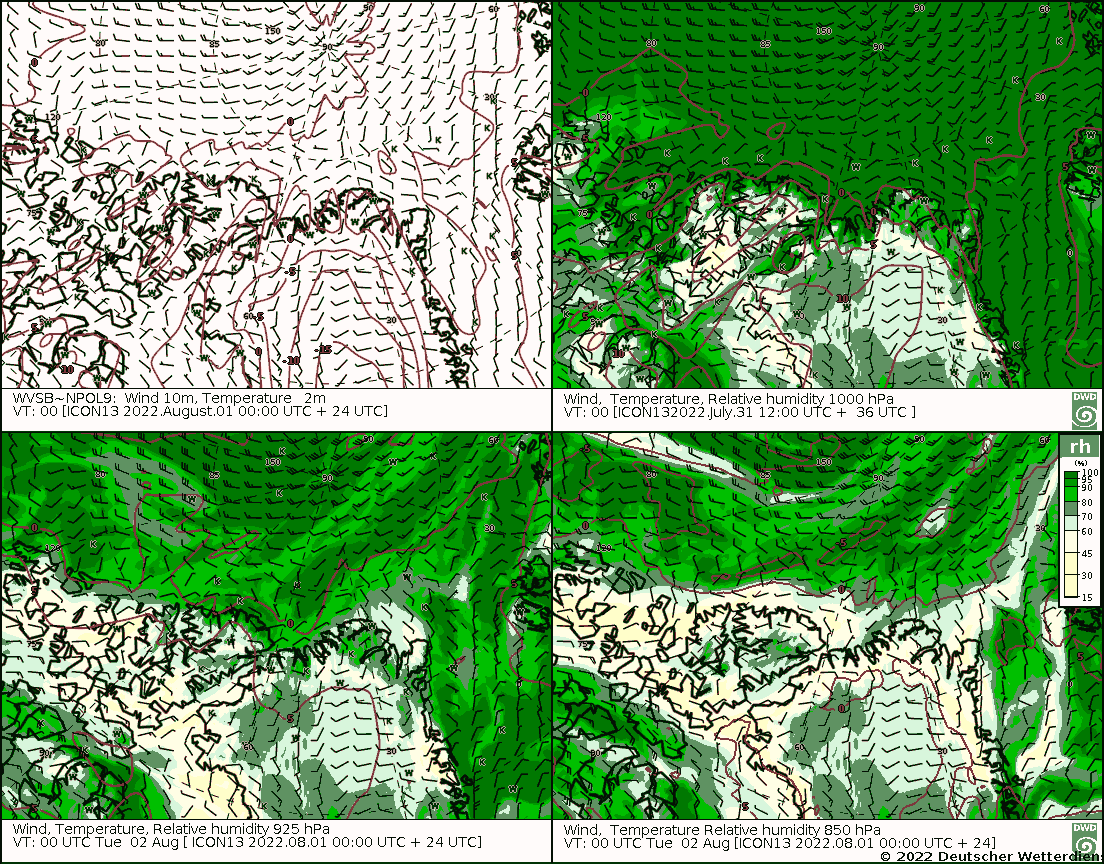 WVSB~NPOL9: Wind 10m, Temperature 2m
VT: 00 [ICON13 2022.August.01 00:00 UTC + 24 UTC]
Wind, Temperature, Relative humidity 1000 hPa
VT: 00 [ICON132022.July.31 12:00 UTC + 36 UTC ]
DWD
rh
(%)
100
95
90
80
70
60
45
30
15
Wind, Temperature, Relative humidity 925 hPa
VT: 00 UTC Tue 02 Aug [ ICON13 2022.08.01 00:00 UTC + 24 UTC]
Wind, Temperature Relative humidity 850 hPa
VT: 00 UTC Tue 02 Aug[ICON13 2022.08.01 00:00 UTC + 24]
DWD
© 2022 Deutscher Wetterdien